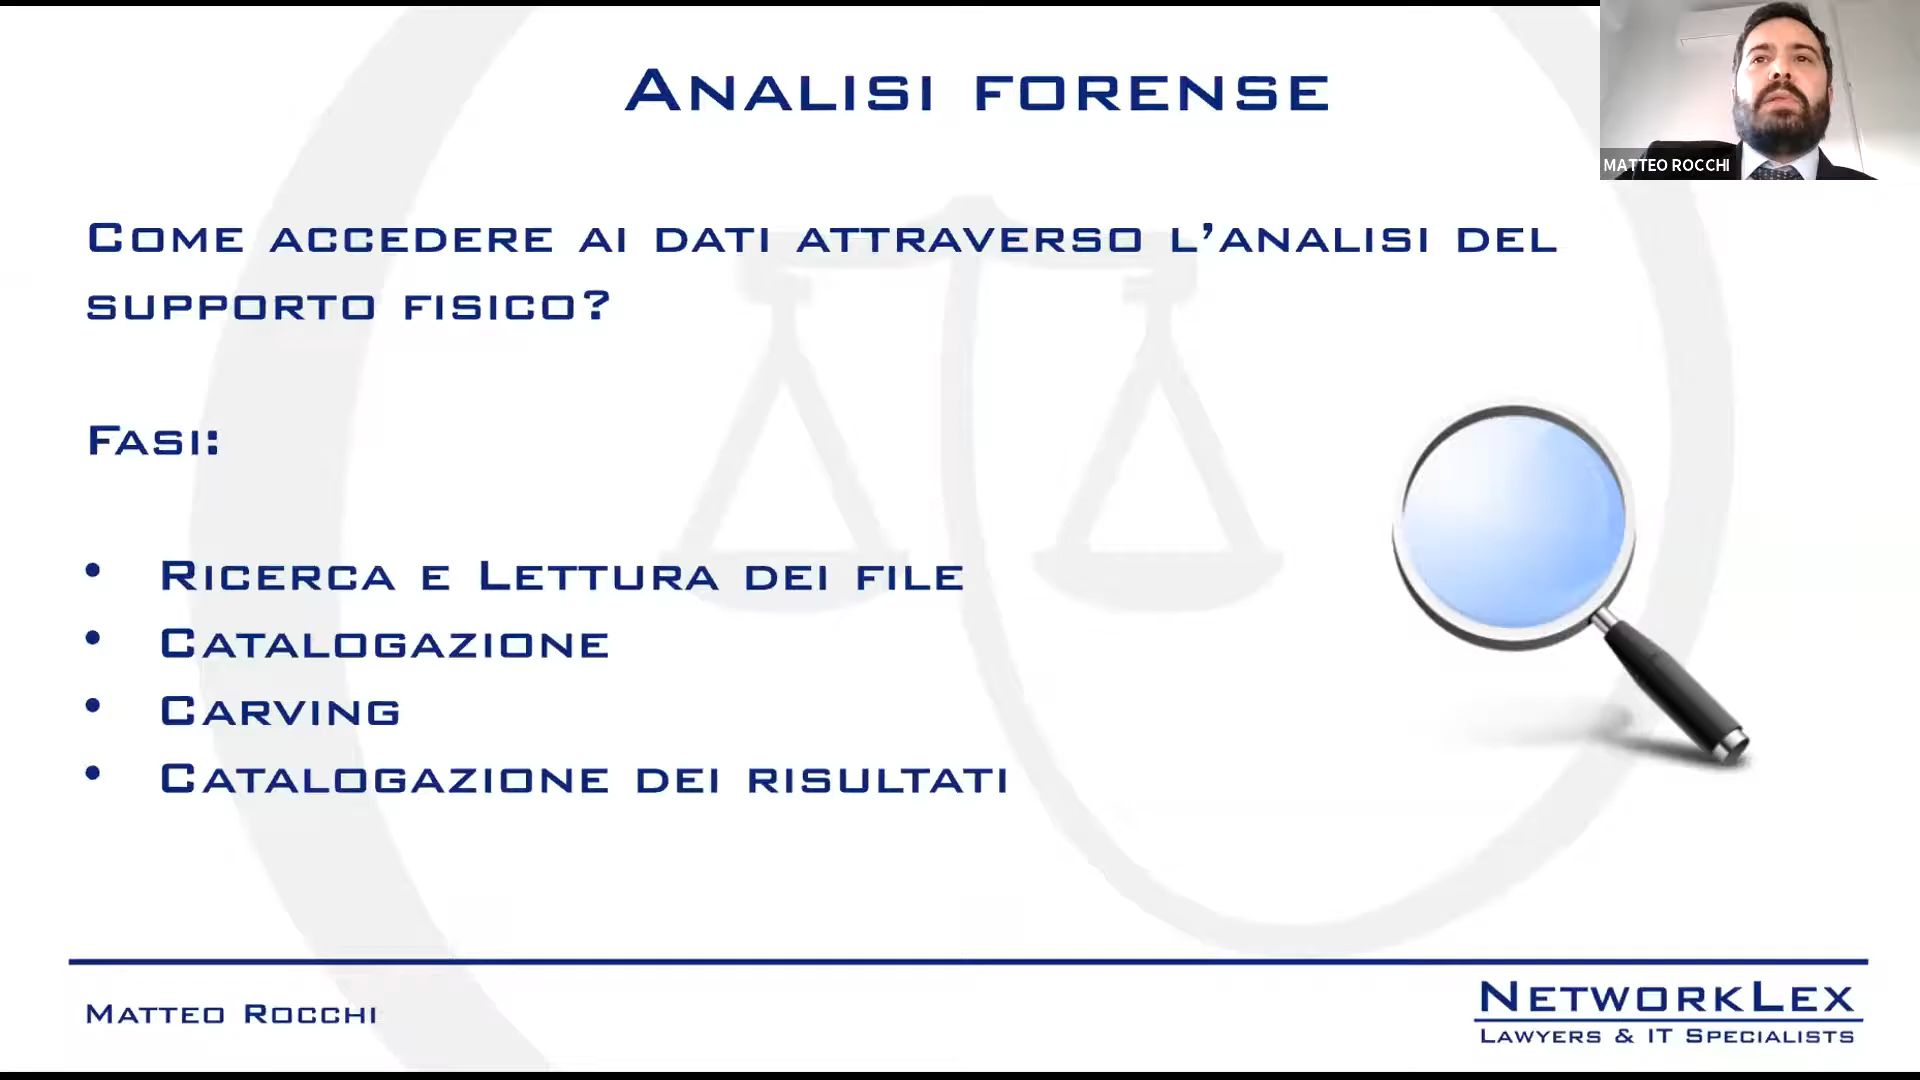 Analisi forense
MATTEO ROCCHI
Come accedere ai dati attraverso l'analisi del
supporto fisico?
Fasi:
• Ricerca e Lettura dei file
• Catalogazione
• Carving
• Catalogazione dei risultati
Matteo Rocchi
NetworkLex
Lawyers & IT Specialists